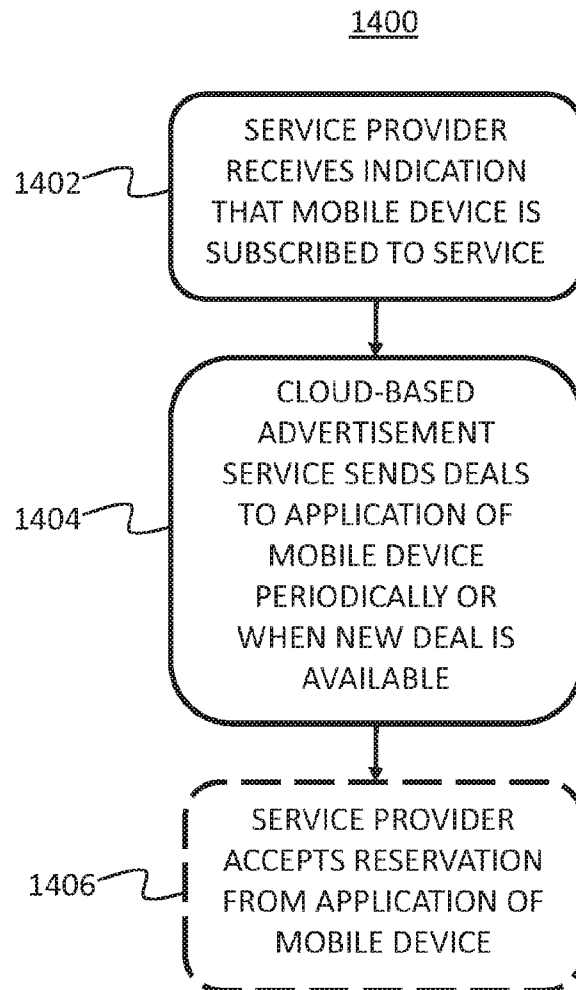 1400
1402
SERVICE PROVIDER
RECEIVES INDICATION
THAT MOBILE DEVICE IS
SUBSCRIBED TO SERVICE
1404
CLOUD-BASED
ADVERTISEMENT
SERVICE SENDS DEALS
TO APPLICATION OF
MOBILE DEVICE
PERIODICALLY OR
WHEN NEW DEAL IS
AVAILABLE
1406
SERVICE PROVIDER
ACCEPTS RESERVATION
FROM APPLICATION OF
MOBILE DEVICE